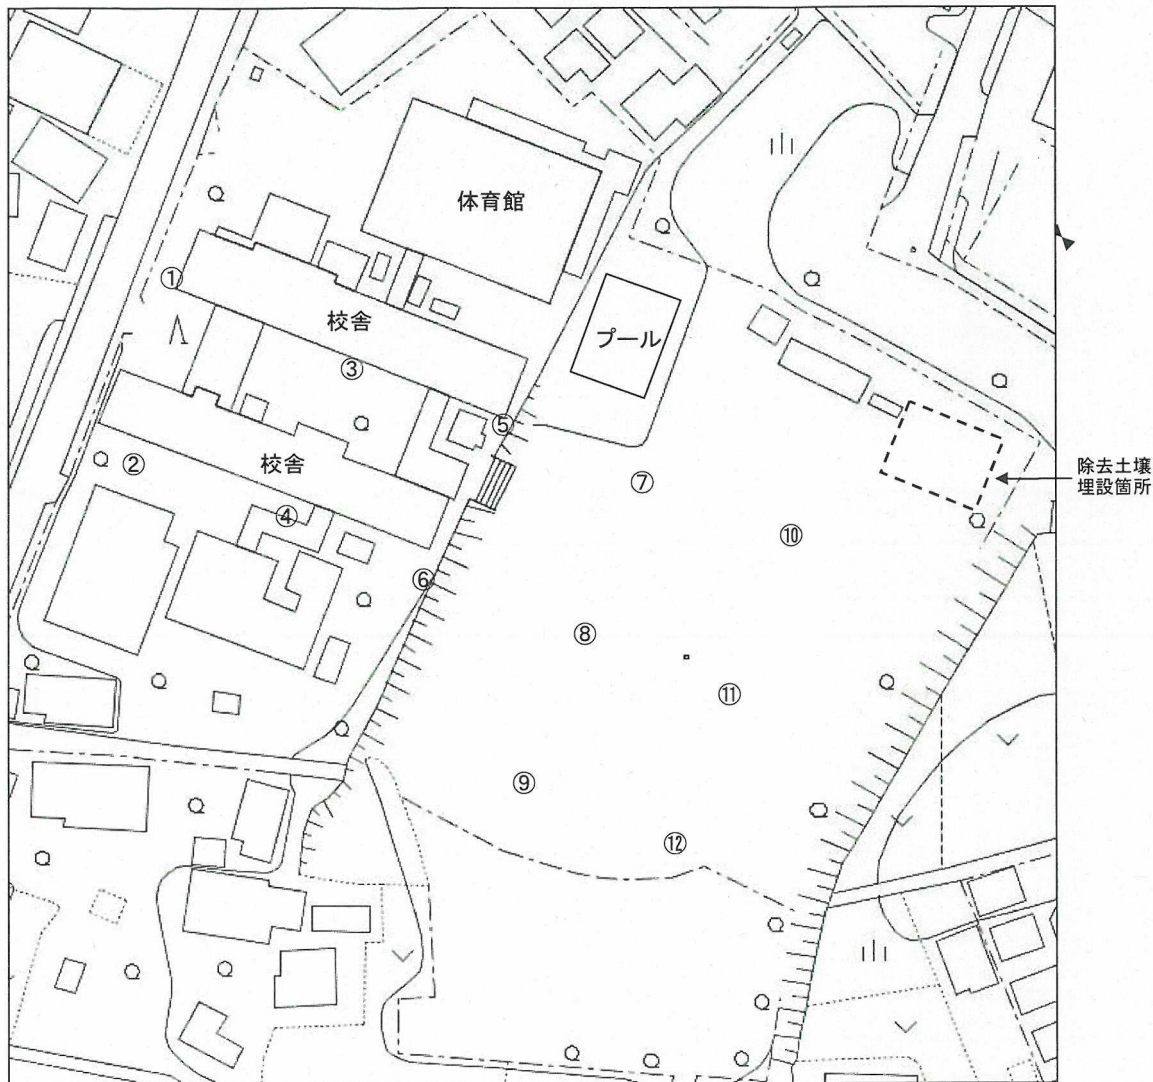 体育館
①
校舎
プール
③
⑤
除去土壌
埋設箇所
②
校舎
⑦
④
⑩
⑥
⑧
⑪
⑨
⑫